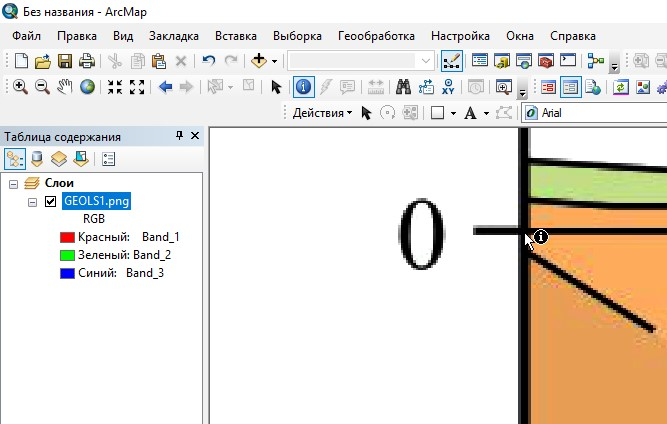 Без названия - ArcMap
Файл Правка Вид Закладка Вставка Выборка Геообработка Настройка Окна Справка
Действия A Arial
Таблица содержания
Слои
GEOLS1.png
RGB
Красный: Band_1
Зеленый: Band_2
Синий: Band_3
0